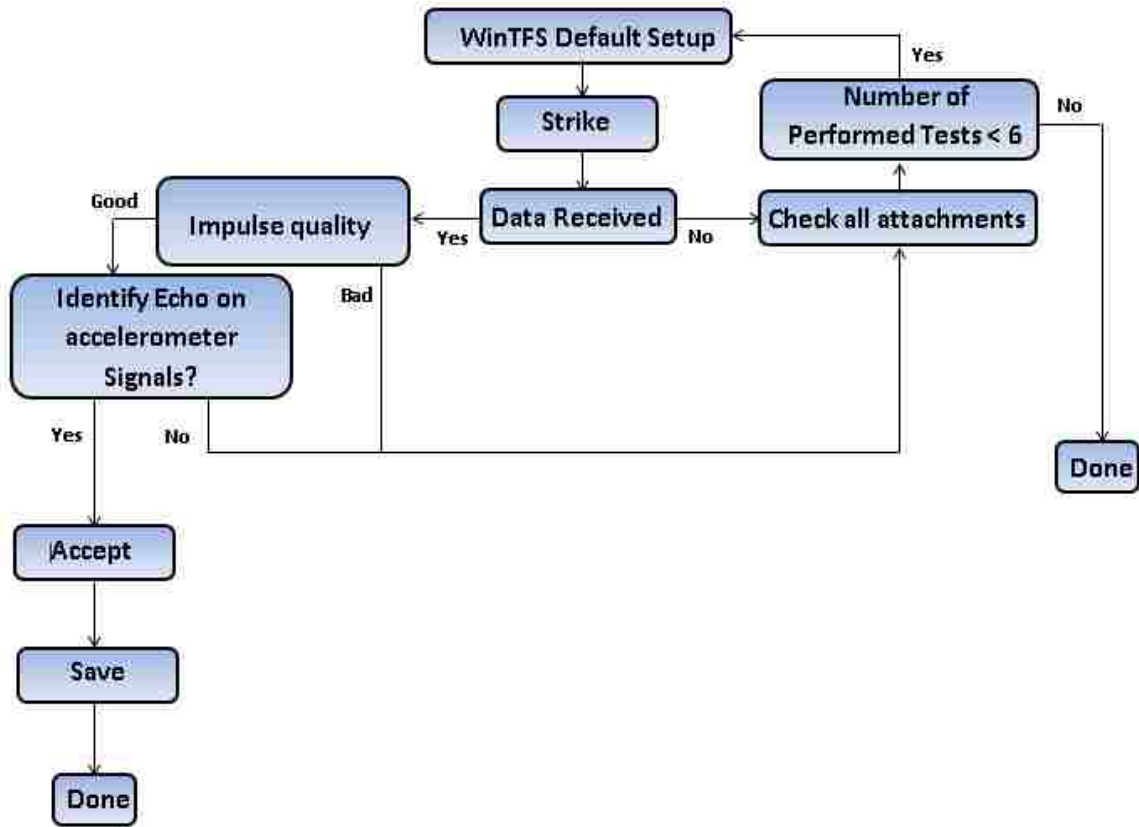 WinTFS Default Setup
Yes
Number of
Performed Tests < 6
No
Strike
Good
Impulse quality
Yes
Data Received
No
Check all attachments
Bad
Identify Echo on
accelerometer
Signals?
Yes
No
Done
Accept
Save
Done